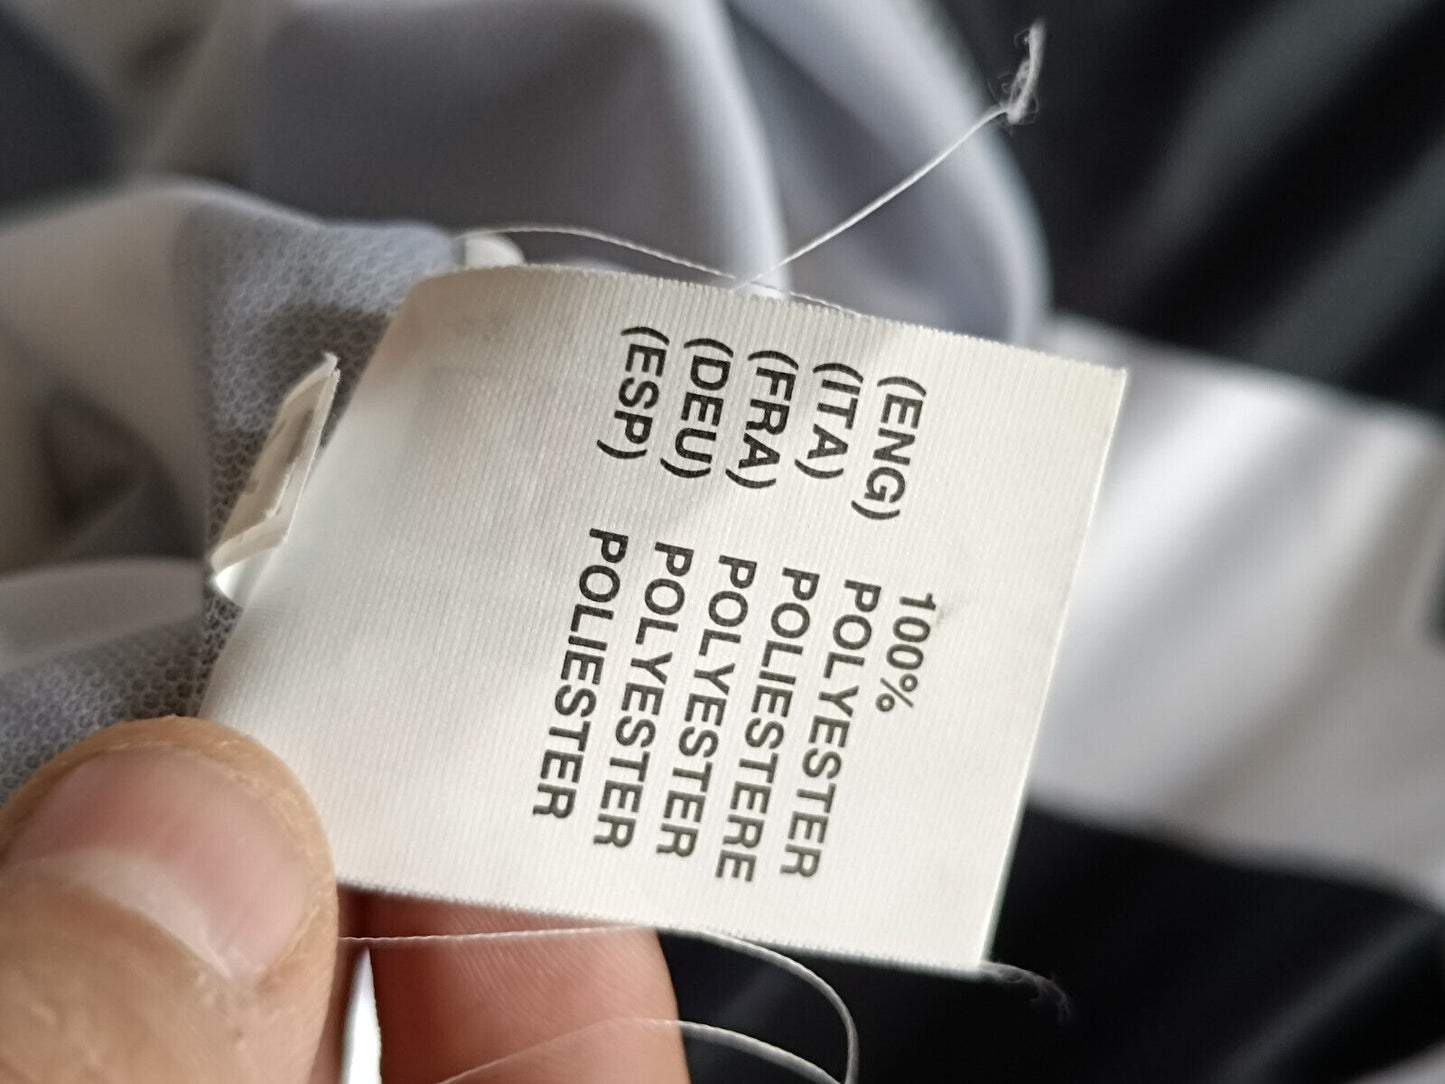 100%
(ENG) POLYESTER
(ITA) POLIESTERE
(FRA) POLYESTER
(DEU) POLYESTER
(ESP) POLIESTER